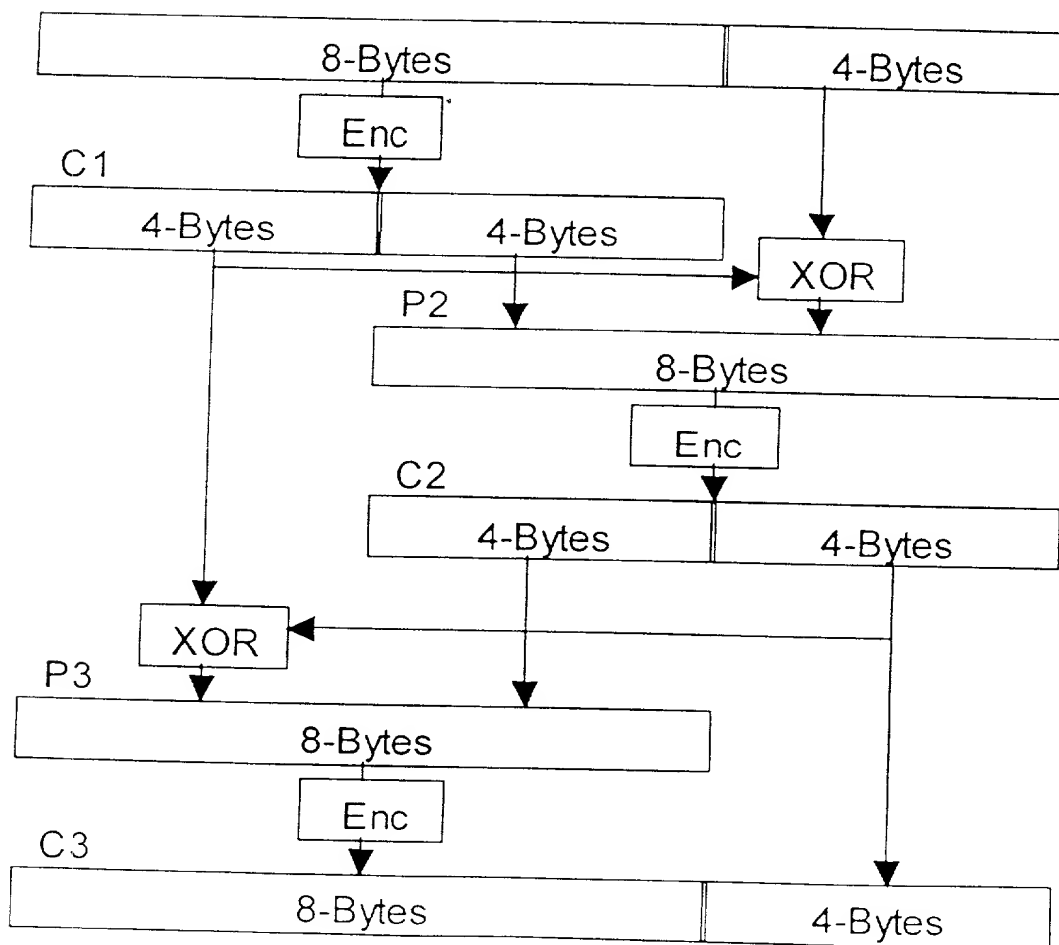 8-Bytes 4-Bytes
Enc
C1
4-Bytes 4-Bytes
XOR
P2
8-Bytes
Enc
C2
4-Bytes 4-Bytes
XOR
P3
8-Bytes
Enc
C3
8-Bytes 4-Bytes